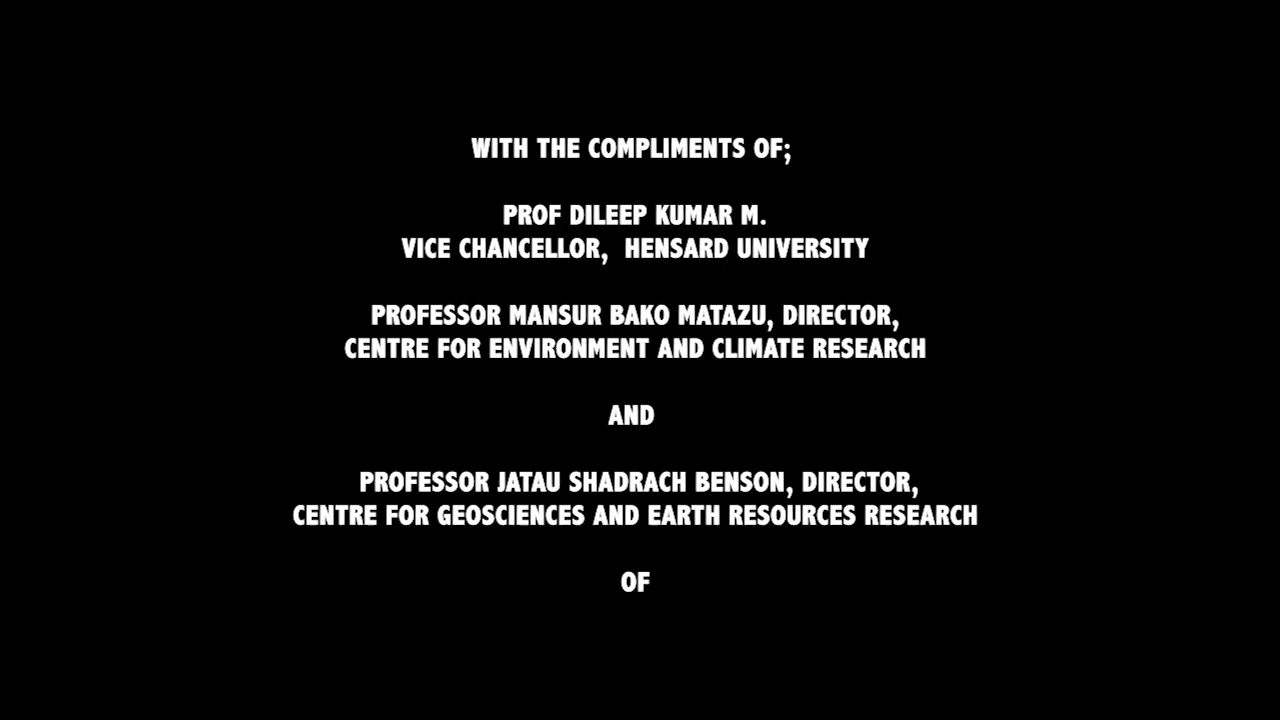 WITH THE COMPLIMENTS OF;
PROF DILEEP KUMAR M.
VICE CHANCELLOR,  HENSARD UNIVERSITY
PROFESSOR MANSUR BAKO MATAZU, DIRECTOR,
CENTRE FOR ENVIRONMENT AND CLIMATE RESEARCH
AND
PROFESSOR JATAU SHADRACH BENSON, DIRECTOR,
CENTRE FOR GEOSCIENCES AND EARTH RESOURCES RESEARCH
OF